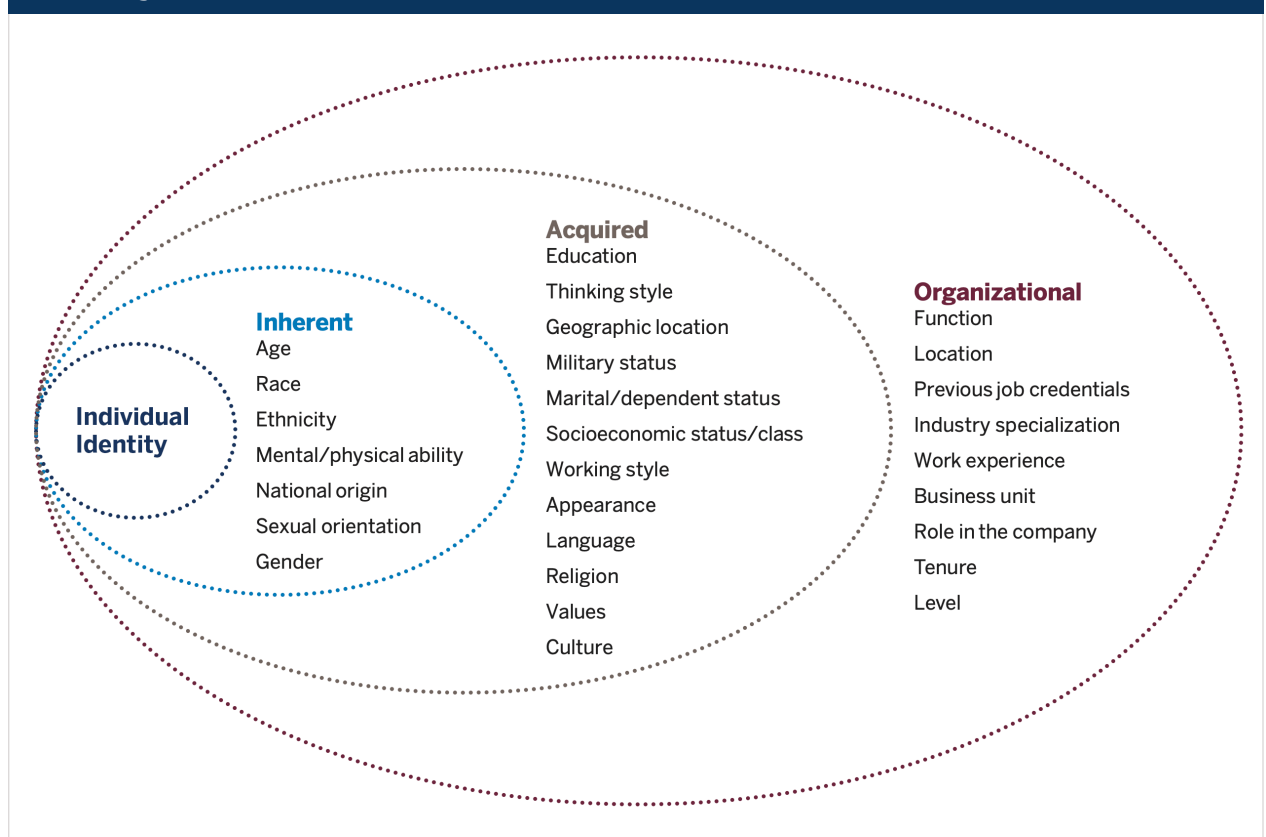 Individual
Identity
Inherent
Age
Race
Ethnicity
Mental/physical ability
National origin
Sexual orientation
Gender
Acquired
Education
Thinking style
Geographic location
Military status
Marital/dependent status
Socioeconomic status/class
Working style
Appearance
Language
Religion
Values
Culture
Organizational
Function
Location
Previous job credentials
Industry specialization
Work experience
Business unit
Role in the company
Tenure
Level